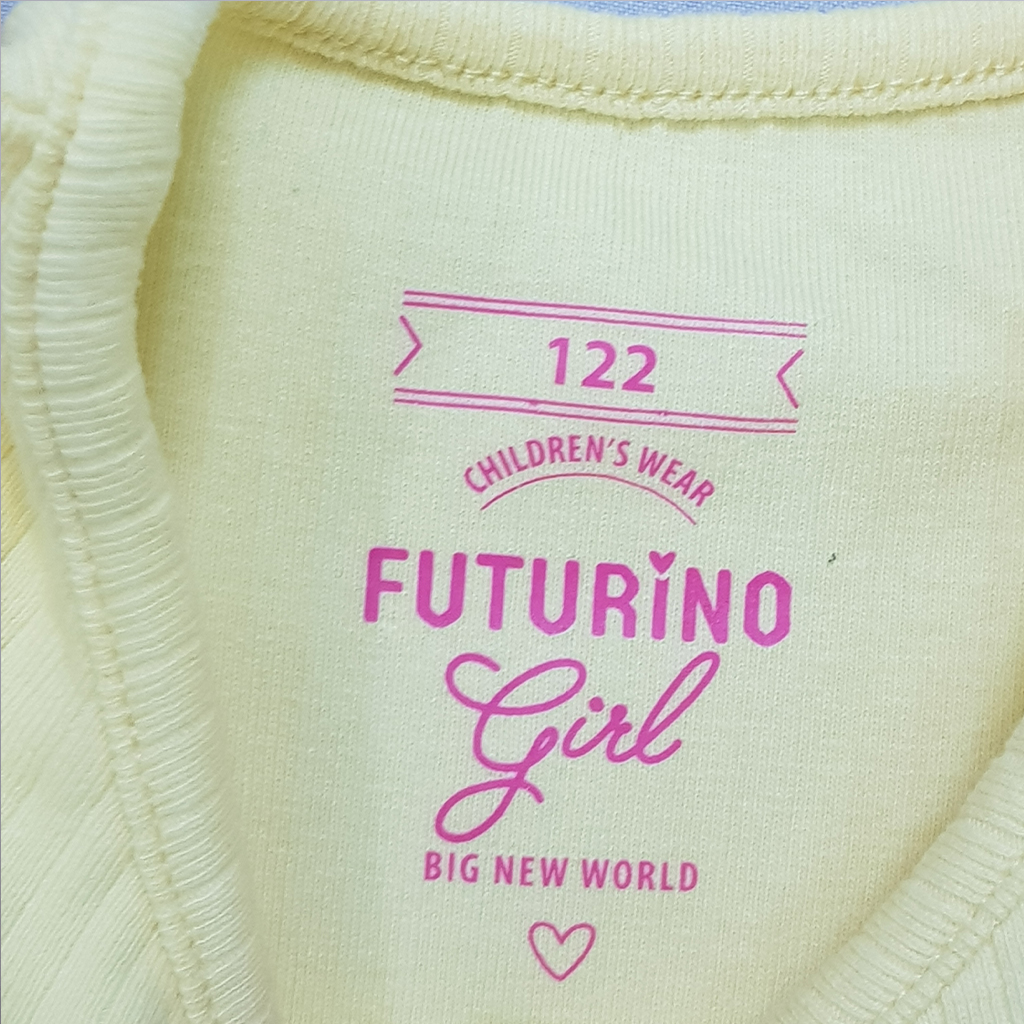 122
CHILDREN'S WEAR
FUTURINO
Girl
BIG NEW WORLD